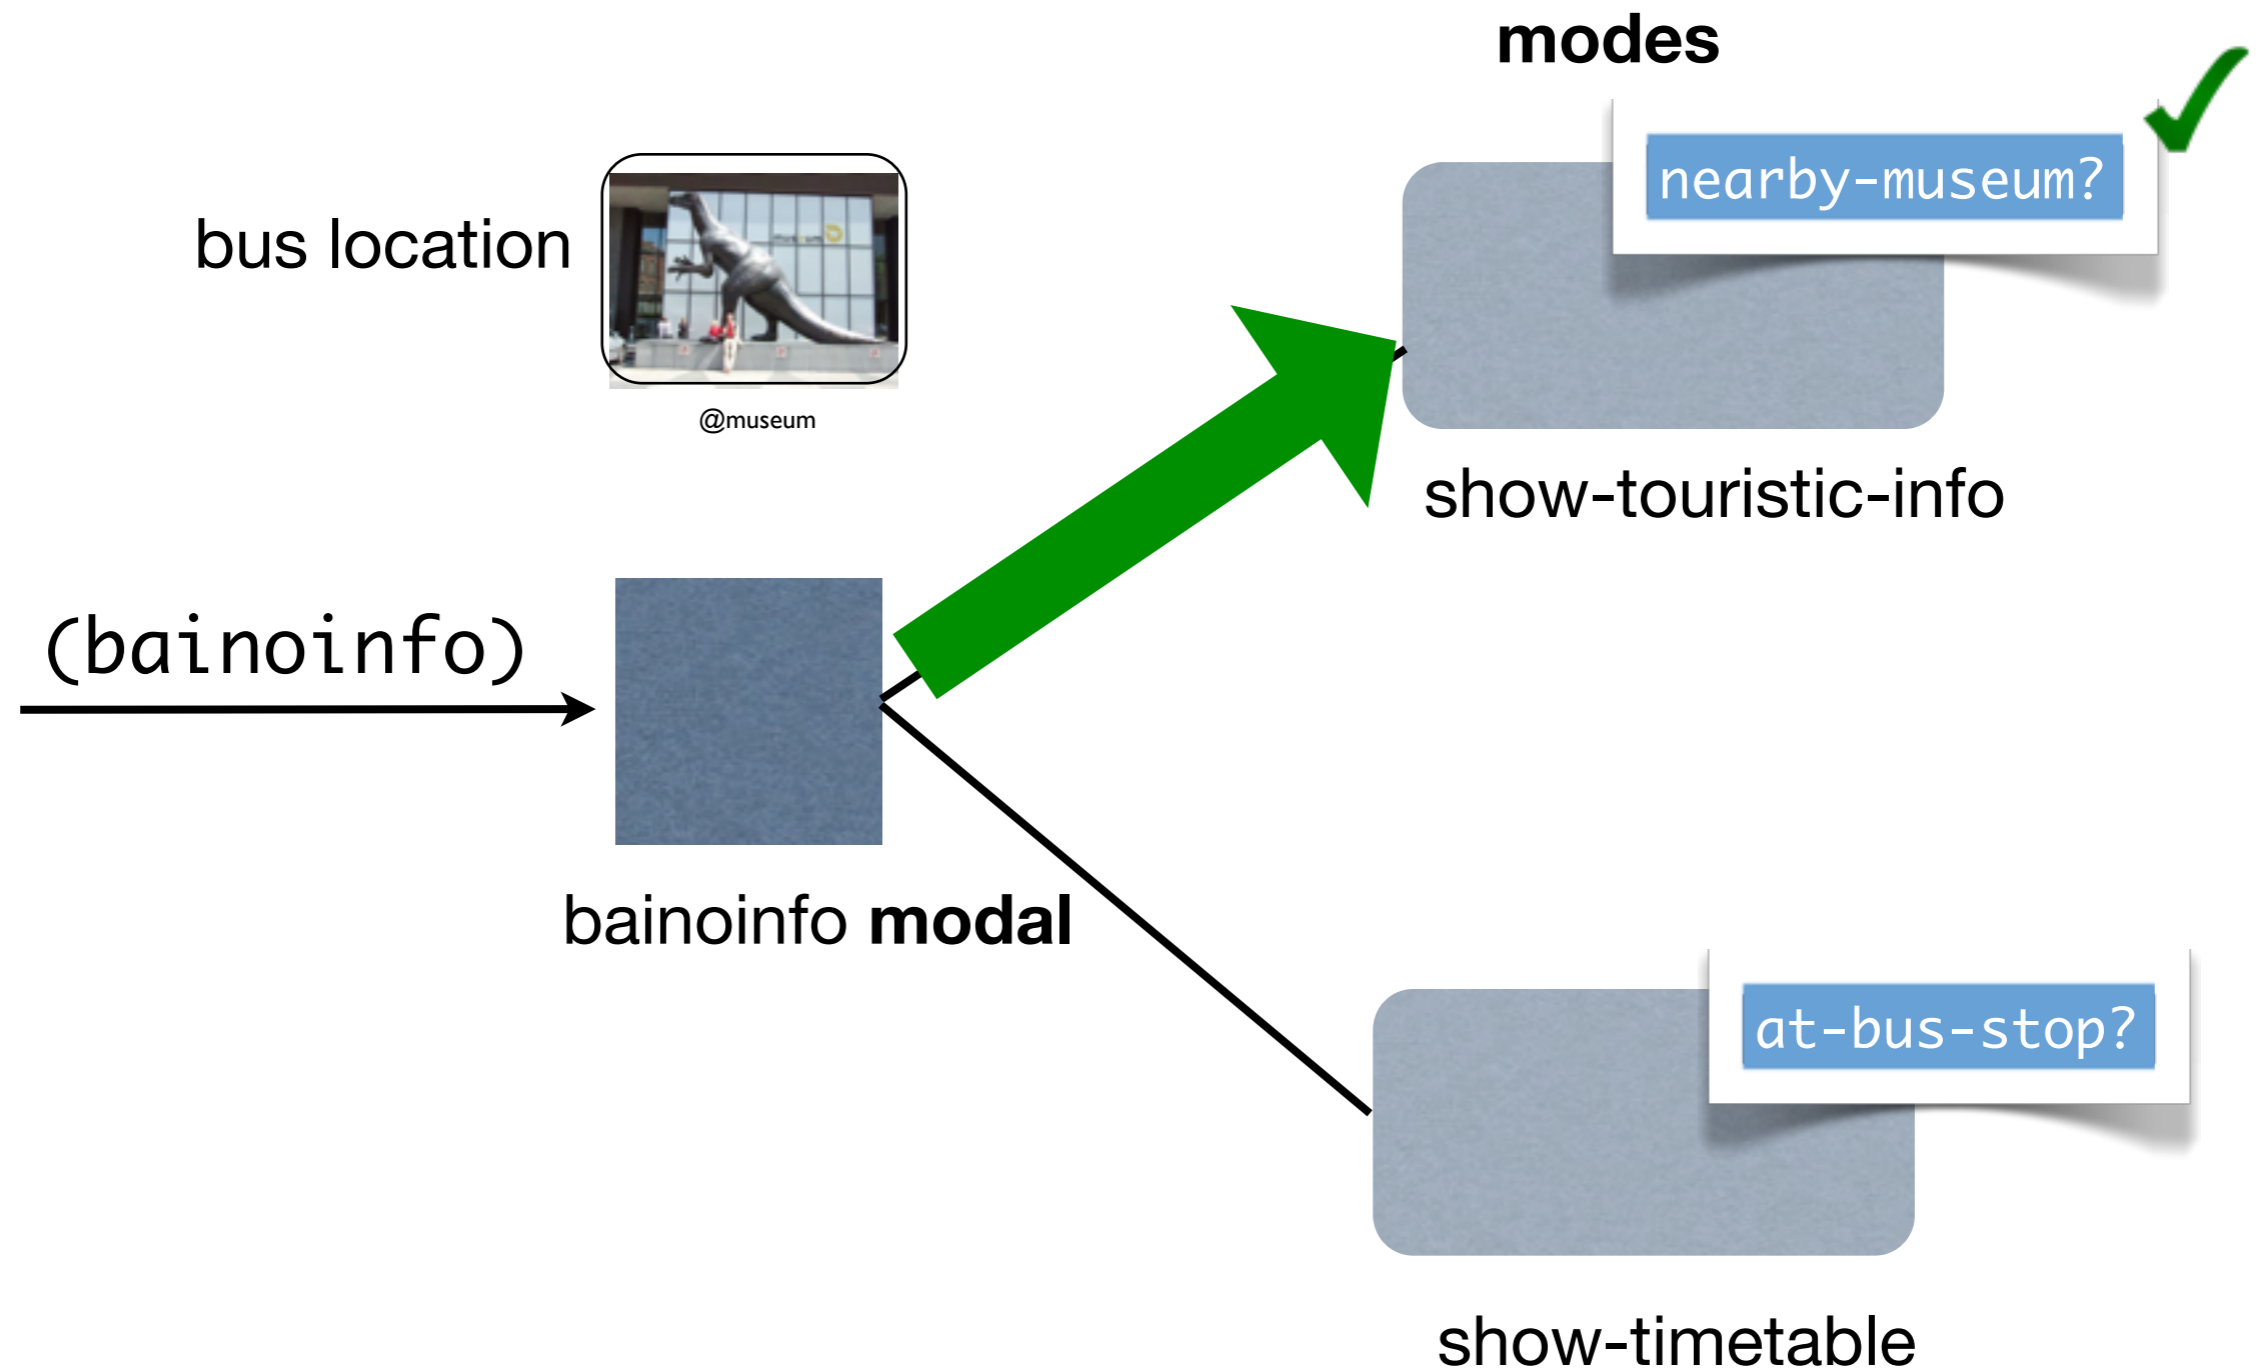 modes
nearby-museum?
bus location
@museum
show-touristic-info
(bainoinfo)
bainoinfo modal
at-bus-stop?
show-timetable